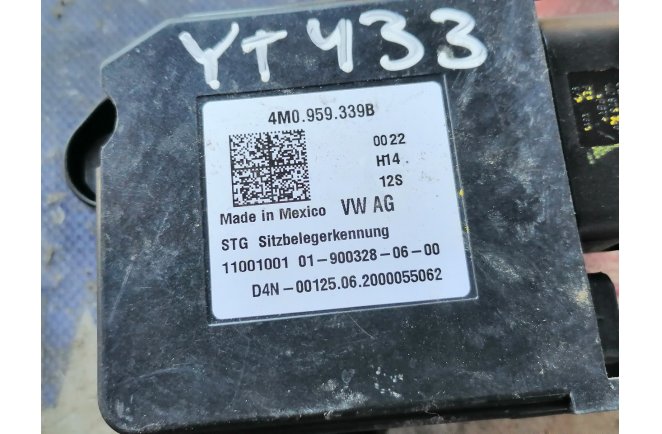 YT433
4M0.959.339B
0022
H14
12S
Made in Mexico VW AG
STG Sitzbelegerkennung
11001001 01-900328-06-00
D4N-00125.06.2000055062